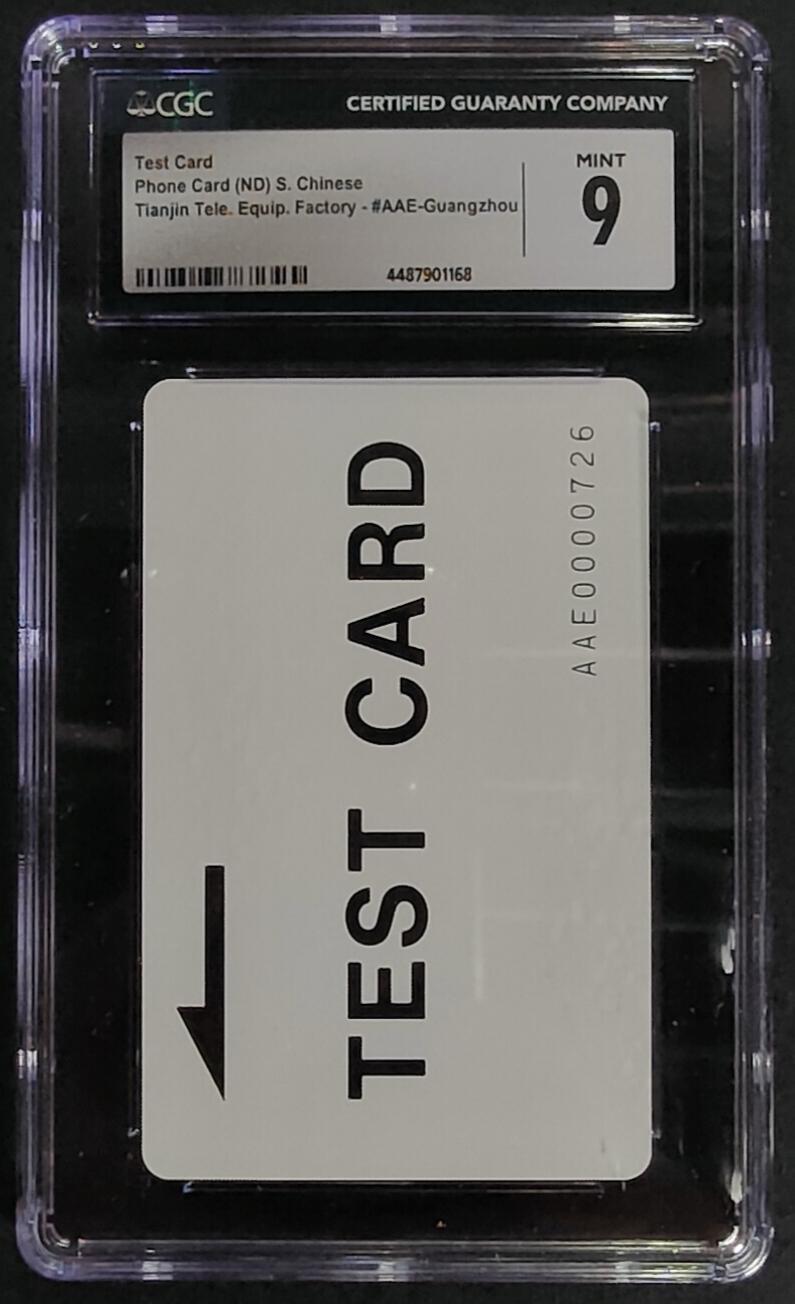 CGC
CERTIFIED GUARANTY COMPANY
Test Card
Phone Card (ND) S. Chinese
Tianjin Tele. Equip. Factory - #AAE-Guangzhou
MINT
9
4487901168
TEST CARD
AAE0000726